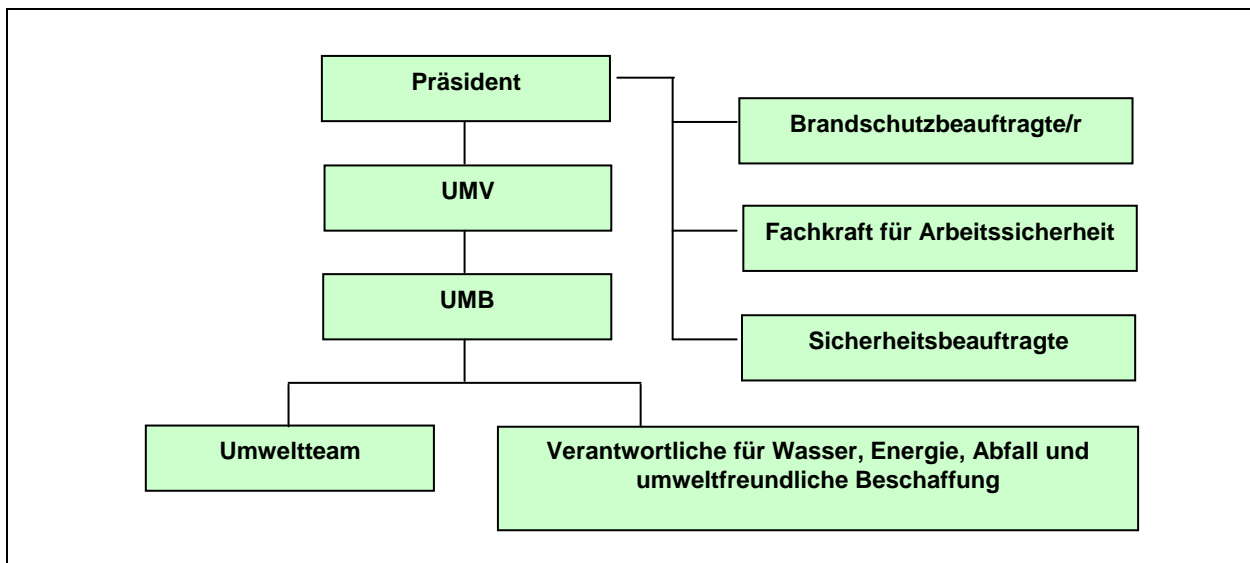 Präsident
Brandschutzbeauftragte/r
UMV
Fachkraft für Arbeitssicherheit
UMB
Sicherheitsbeauftragte
Umweltteam
Verantwortliche für Wasser, Energie, Abfall und
umweltfreundliche Beschaffung